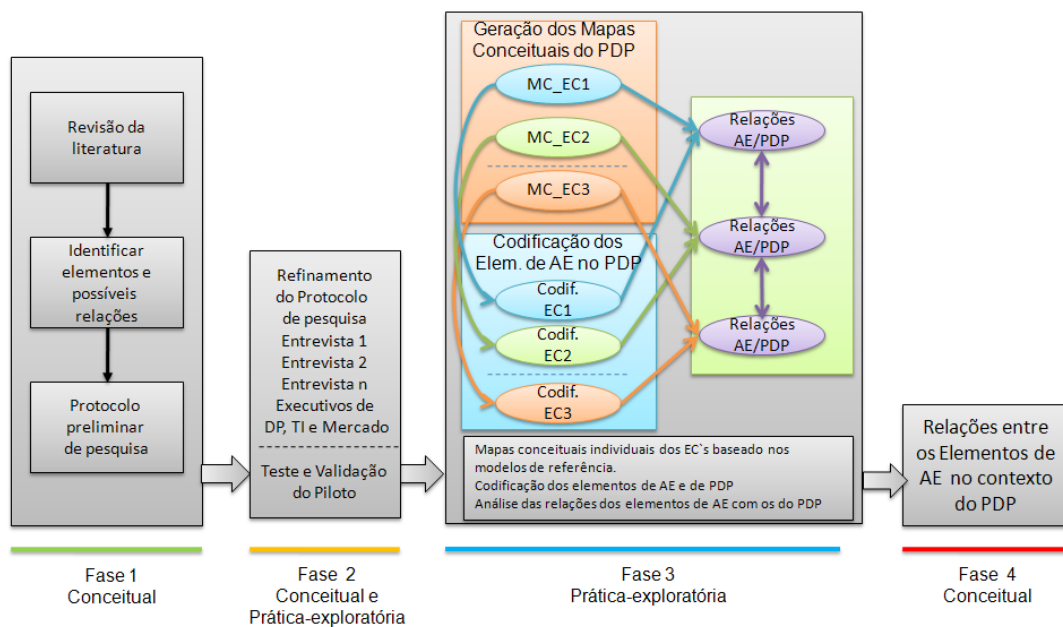 Revisão da
literatura
Identificar
elementos e
possíveis
relações
Protocolo
preliminar
de pesquisa
Refinamento
do Protocolo
de pesquisa
Entrevista 1
Entrevista 2
Entrevista n
Executivos de
DP, TI e Mercado
Teste e Validação
do Piloto
Geração dos Mapas
Conceituais do PDP
MC_EC1
MC_EC2
MC_EC3
Codificação dos
Elem. de AE no PDP
Codif.
EC1
Codif.
EC2
Codif.
EC3
Relações
AE/PDP
Relações
AE/PDP
Relações
AE/PDP
Mapas conceituais individuais dos EC`s baseado nos
modelos de referência.
Codificação dos elementos de AE e de PDP
Análise das relações dos elementos de AE com os do PDP
Relações entre
os Elementos de
AE no contexto
do PDP
Fase 1
Conceitual
Fase 2
Conceitual e
Prática-exploratória
Fase 3
Prática-exploratória
Fase 4
Conceitual